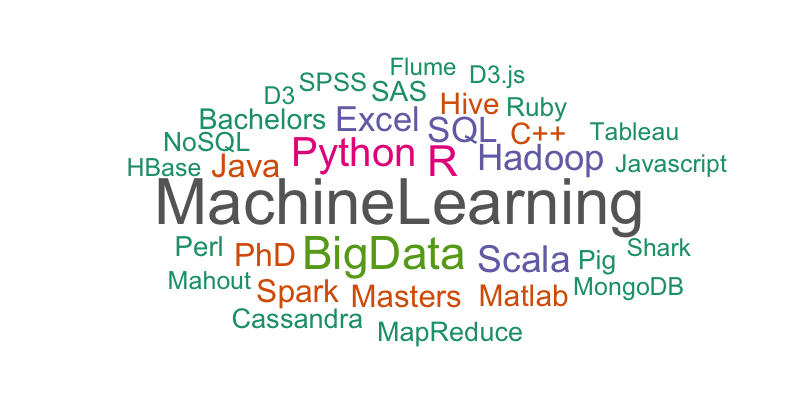 Flume
D3.js
SPSS
SAS
D3
Hive
Ruby
Bachelors
Excel
SQL
C++
Tableau
NoSQL
Python
R
Hadoop
Javascript
HBase
Java
MachineLearning
Perl
PhD
BigData
Scala
Pig
Shark
Mahout
Spark
Masters
Matlab
MongoDB
Cassandra
MapReduce